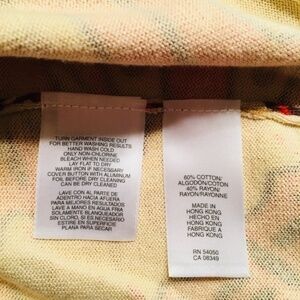 TURN GARMENT INSIDE OUT
FOR BETTER WASHING RESULTS
HAND WASH COLD
ONLY NON-CHLORINE
BLEACH WHEN NEEDED
LAY FLAT TO DRY
WARM IRON IF NECESSARY
COVER BUTTON WITH ALUMINUM
FOIL BEFORE DRY CLEANING
CAN BE DRY CLEANED
LAVE CON AL PARTE DE
ADENTRO HACIA AFUERA
PARA MEJORES RESULTADOS
LAVE A MANO EN AGUA FRIA
SOLAMENTE BLANQUEADOR
SIN CLORO, SI ES NECESARIO
ESTIRE EN SUPERFICIE
PLANA PARA SECAR
60% COTTON/
ALGODON/COTON
40% RAYON/
RAYON/RAYONNE
MADE IN
HONG KONG
HECHO EN
HONG KONG
FABRIQUE A
HONG KONG
RN 54050
CA 08349